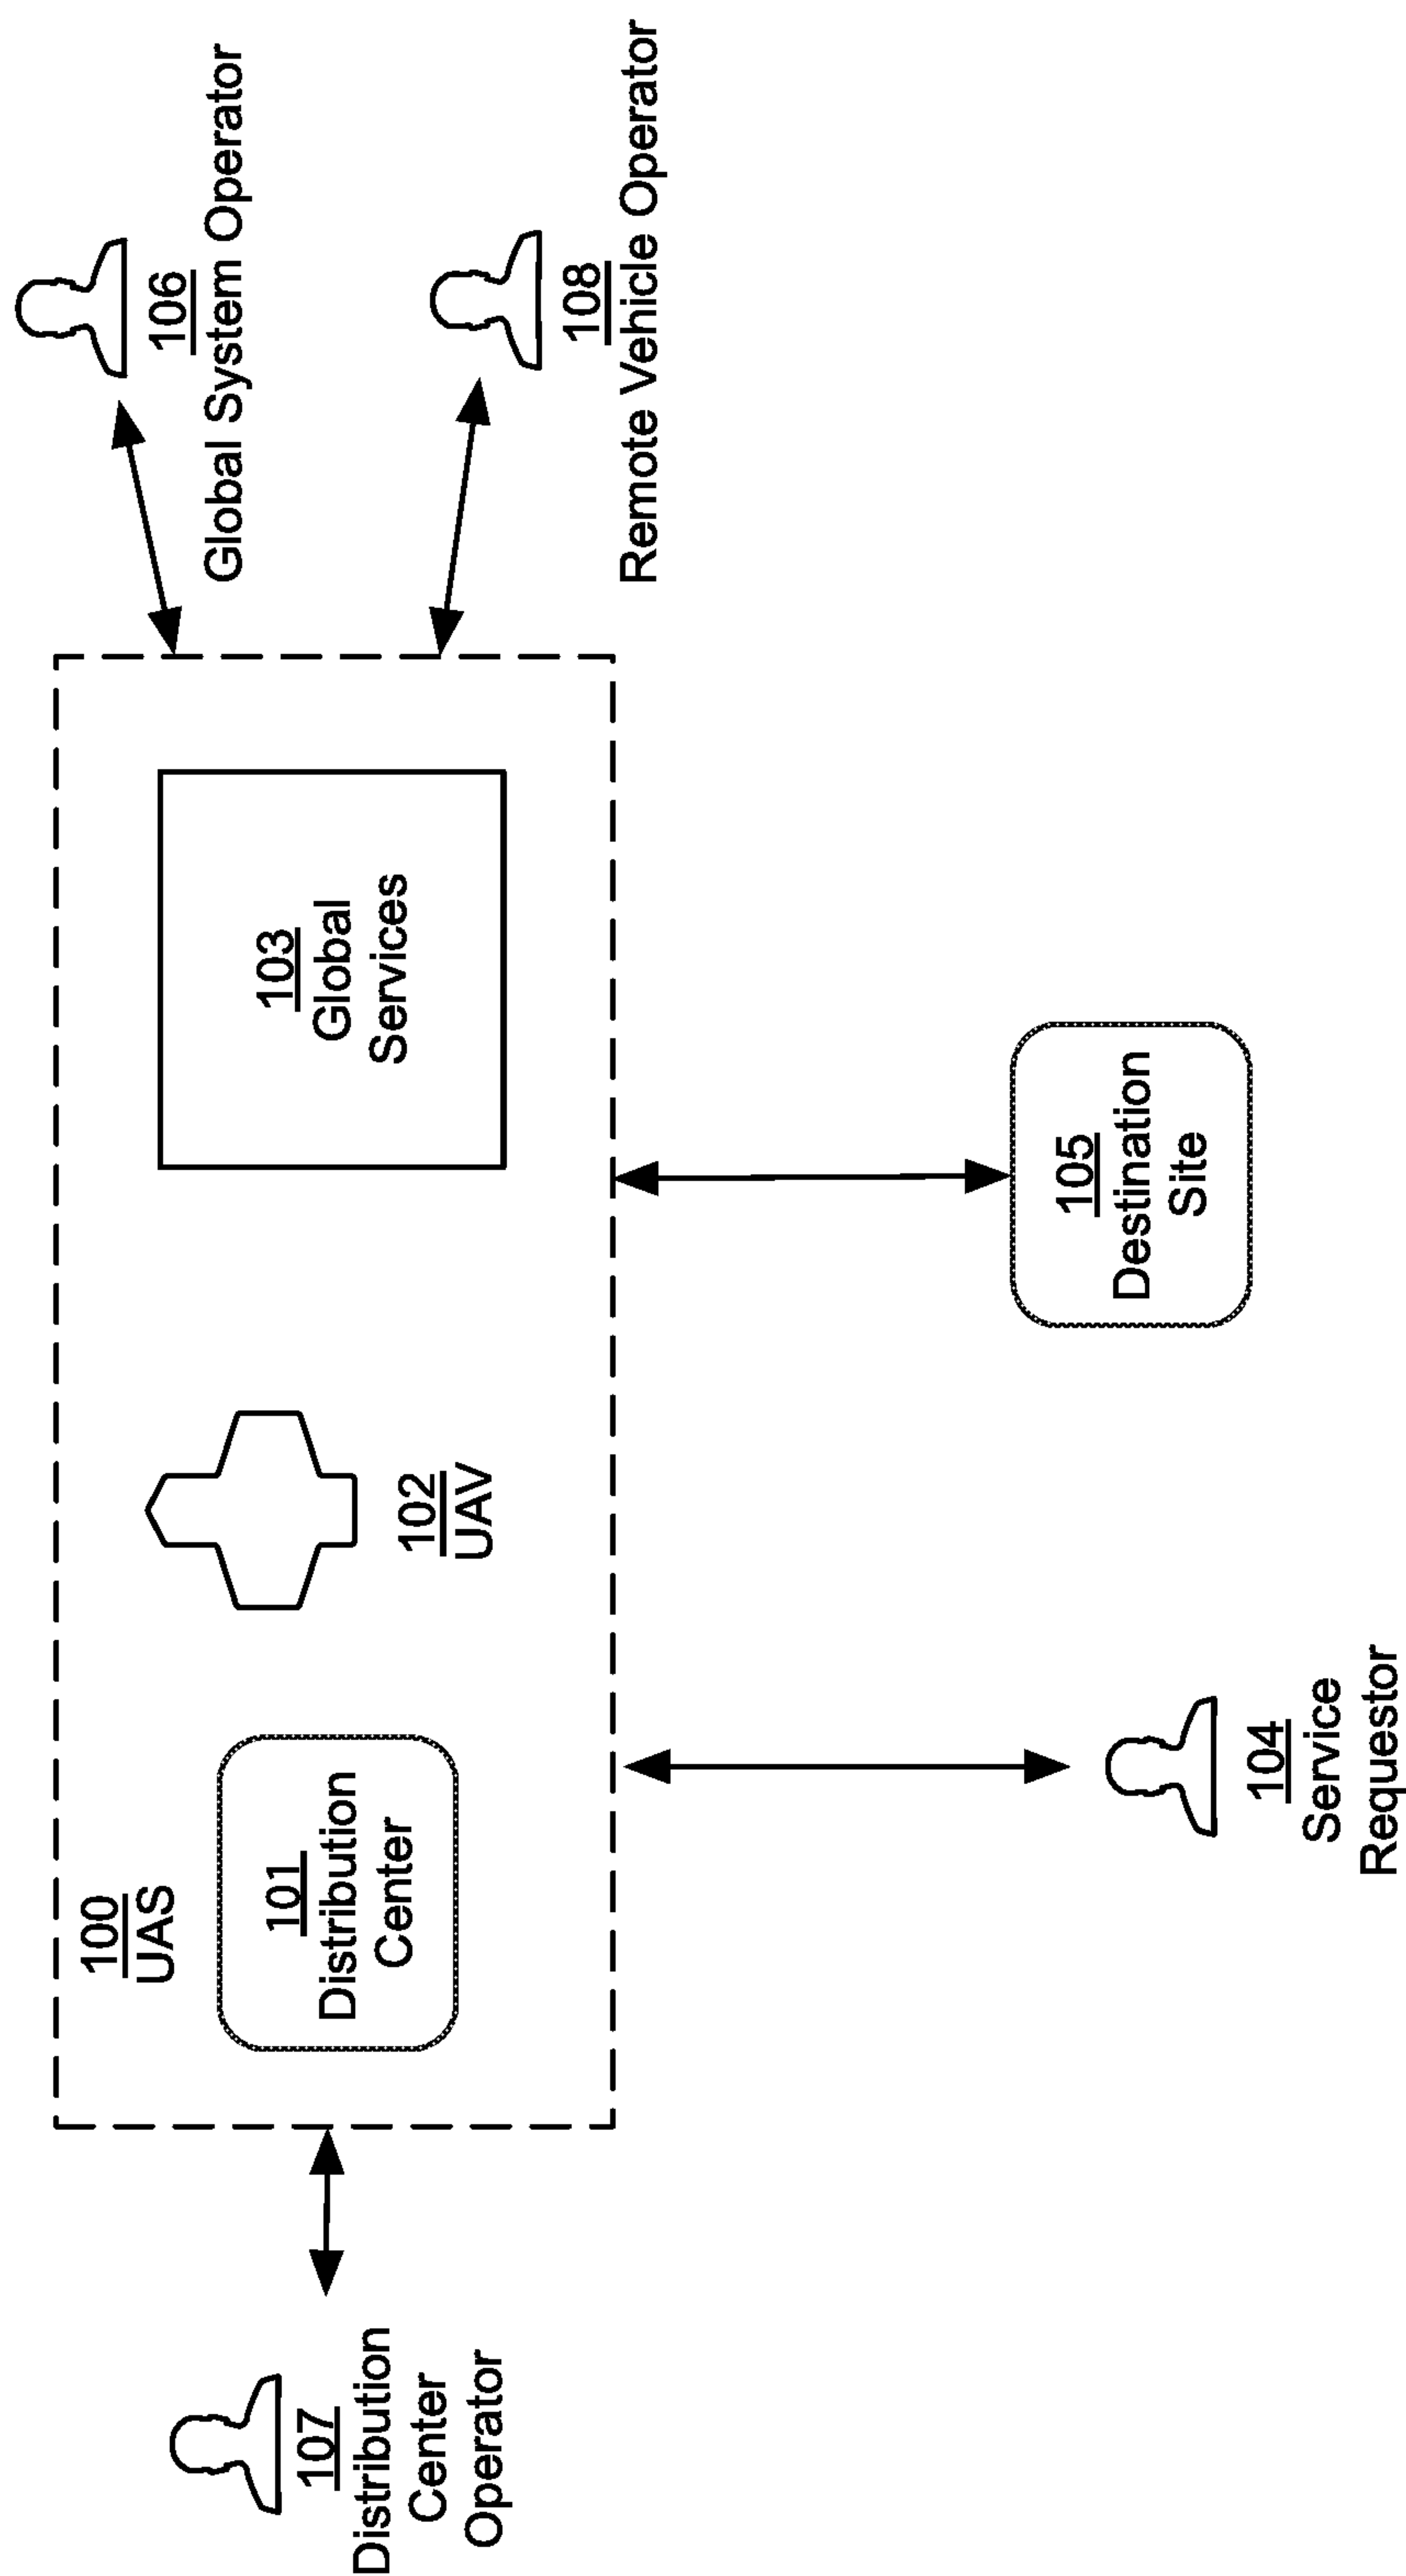 100
UAS
101
Distribution
Center
102
UAV
103
Global
Services
106
Global System Operator
108
Remote Vehicle Operator
107
Distribution
Center
Operator
104
Service
Requestor
105
Destination
Site